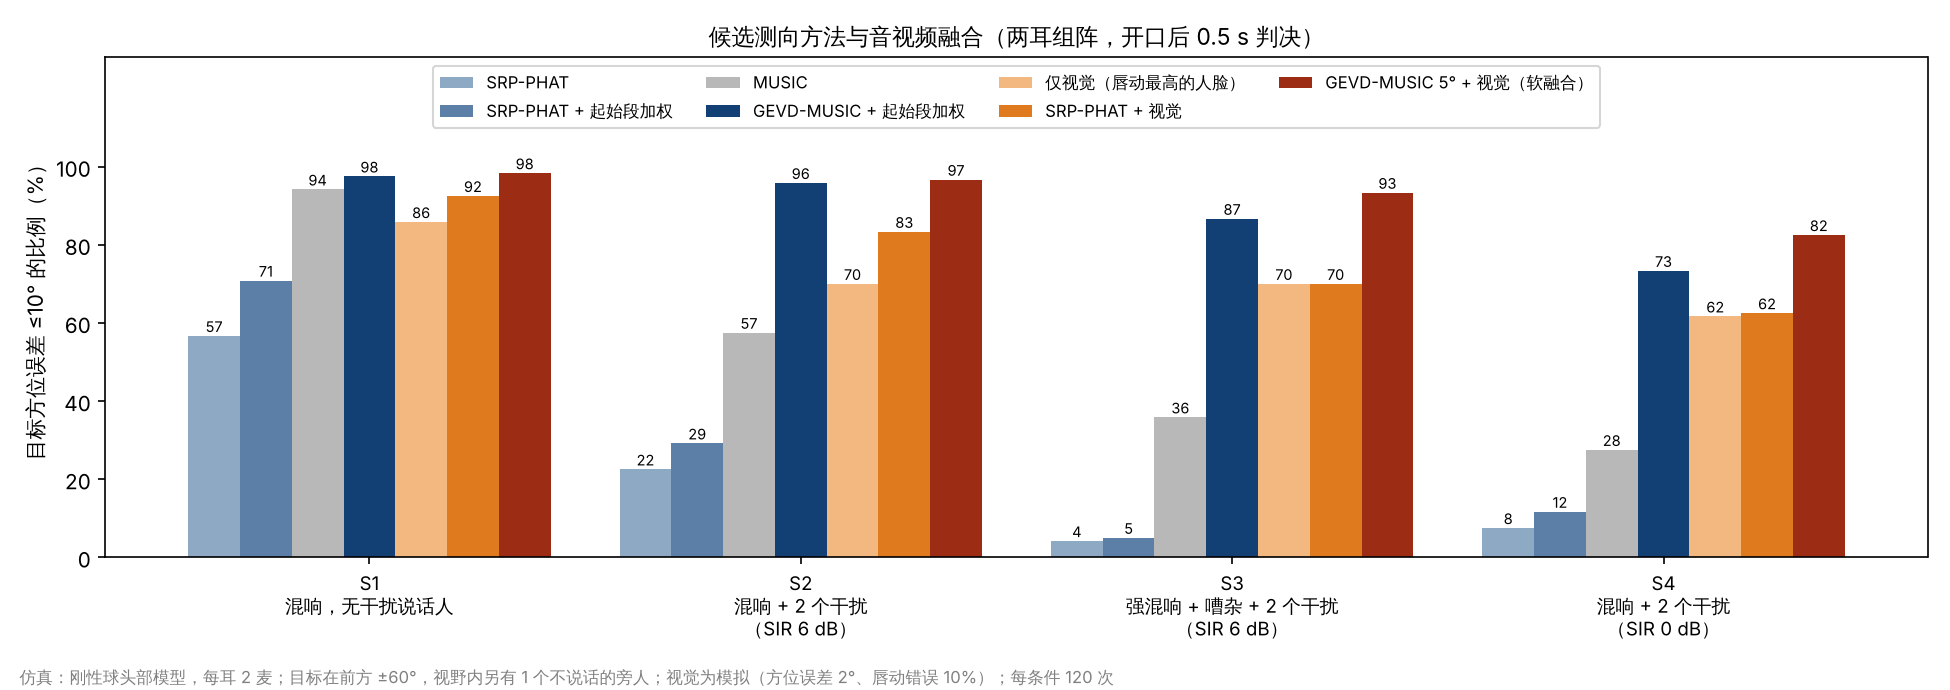 候选测向方法与音视频融合（两耳组阵，开口后 0.5 s 判决）
SRP-PHAT
SRP-PHAT + 起始段加权
MUSIC
GEVD-MUSIC + 起始段加权
仅视觉（唇动最高的人脸）
SRP-PHAT + 视觉
GEVD-MUSIC 5° + 视觉（软融合）
目标方位误差 ≤10° 的比例（%）
100
80
60
40
20
0
57
71
94
98
86
92
98
22
29
57
96
70
83
97
4
5
36
87
70
70
93
8
12
28
73
62
62
82
S1
混响，无干扰说话人
S2
混响 + 2 个干扰
（SIR 6 dB）
S3
强混响 + 嘈杂 + 2 个干扰
（SIR 6 dB）
S4
混响 + 2 个干扰
（SIR 0 dB）
仿真：刚性球头部模型，每耳 2 麦；目标在前方 ±60°，视野内另有 1 个不说话的旁人；视觉为模拟（方位误差 2°、唇动错误 10%）；每条件 120 次